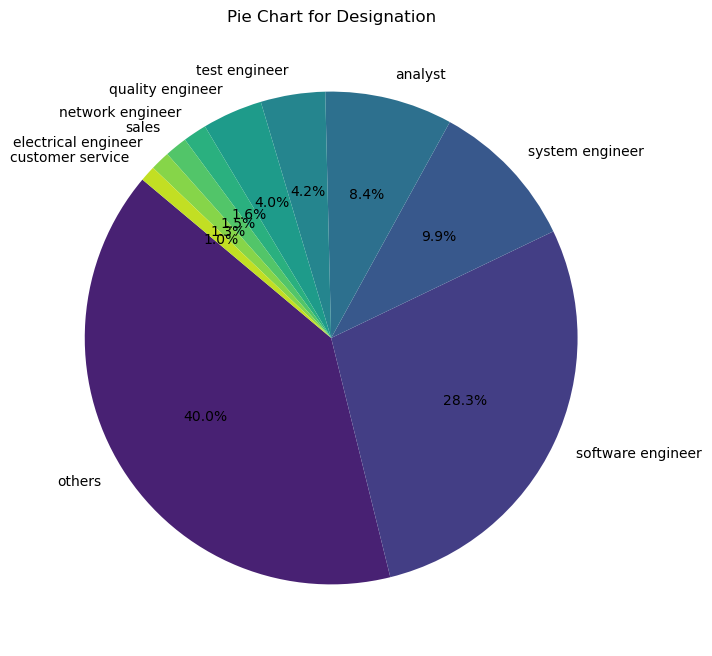 Pie Chart for Designation
test engineer
analyst
quality engineer
network engineer
sales
electrical engineer
customer service
system engineer
4.2%
8.4%
4.0%
1.6%
1.5%
1.3%
1.0%
9.9%
28.3%
40.0%
software engineer
others